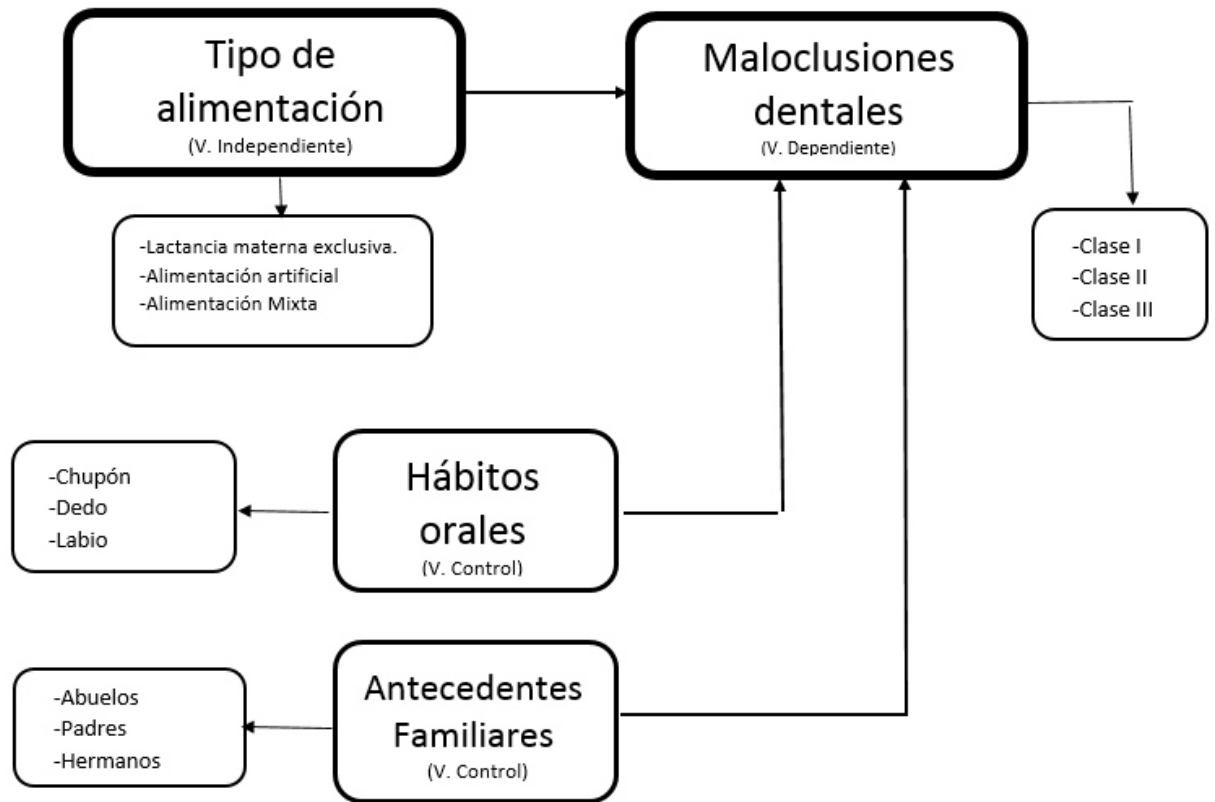 Tipo de
alimentación
(V. Independiente)
Maloclusiones
dentales
(V. Dependiente)
-Lactancia materna exclusiva.
-Alimentación artificial
-Alimentación Mixta
-Clase I
-Clase II
-Clase III
Hábitos
orales
(V. Control)
-Chupón
-Dedo
-Labio
Antecedentes
Familiares
(V. Control)
-Abuelos
-Padres
-Hermanos